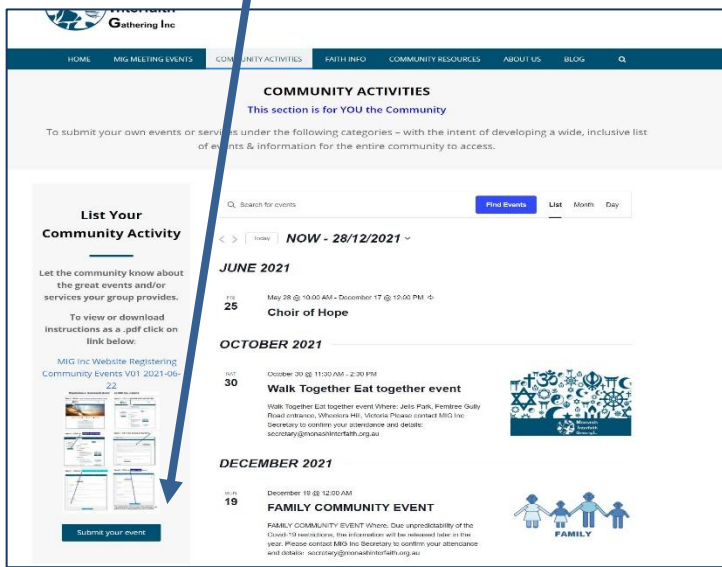 Interfaith
Gathering Inc
HOME MIG MEETING EVENTS COMMUNITY ACTIVITIES FAITH INFO COMMUNITY RESOURCES ABOUT US BLOG
COMMUNITY ACTIVITIES
This section is for YOU the Community
To submit your own events or services under the following categories – with the intent of developing a wide, inclusive list
of events & information for the entire community to access.
List Your
Community Activity
Let the community know about
the great events and/or
services your group provides.
To view or download
instructions as a .pdf click on
link below:
MIG Inc Website Registering
Community Events V01 2021-06-
22
Submit your event
Search for events
Find Events List Month Day
Today NOW - 28/12/2021
JUNE 2021
FRI
25
May 28 @ 10:00 AM - December 17 @ 12:00 PM
Choir of Hope
OCTOBER 2021
SAT
30
October 30 @ 11:30 AM - 2:30 PM
Walk Together Eat together event
Walk Together Eat together event Where: Jells Park, Ferntree Gully
Road entrance, Wheelers Hill, Victoria Please contact MIG Inc
Secretary to confirm your attendance and details:
secretary@monashinterfaith.org.au
Monash
Interfaith
Gathering Inc
DECEMBER 2021
19
December 19 @ 12:00 AM
FAMILY COMMUNITY EVENT
FAMILY COMMUNITY EVENT Where: Due unpredictability of the
Covid-19 restrictions, the information will be released later in the
year. Please contact MIG Inc Secretary to confirm your attendance
and details: secretary@monashinterfaith.org.au
FAMILY